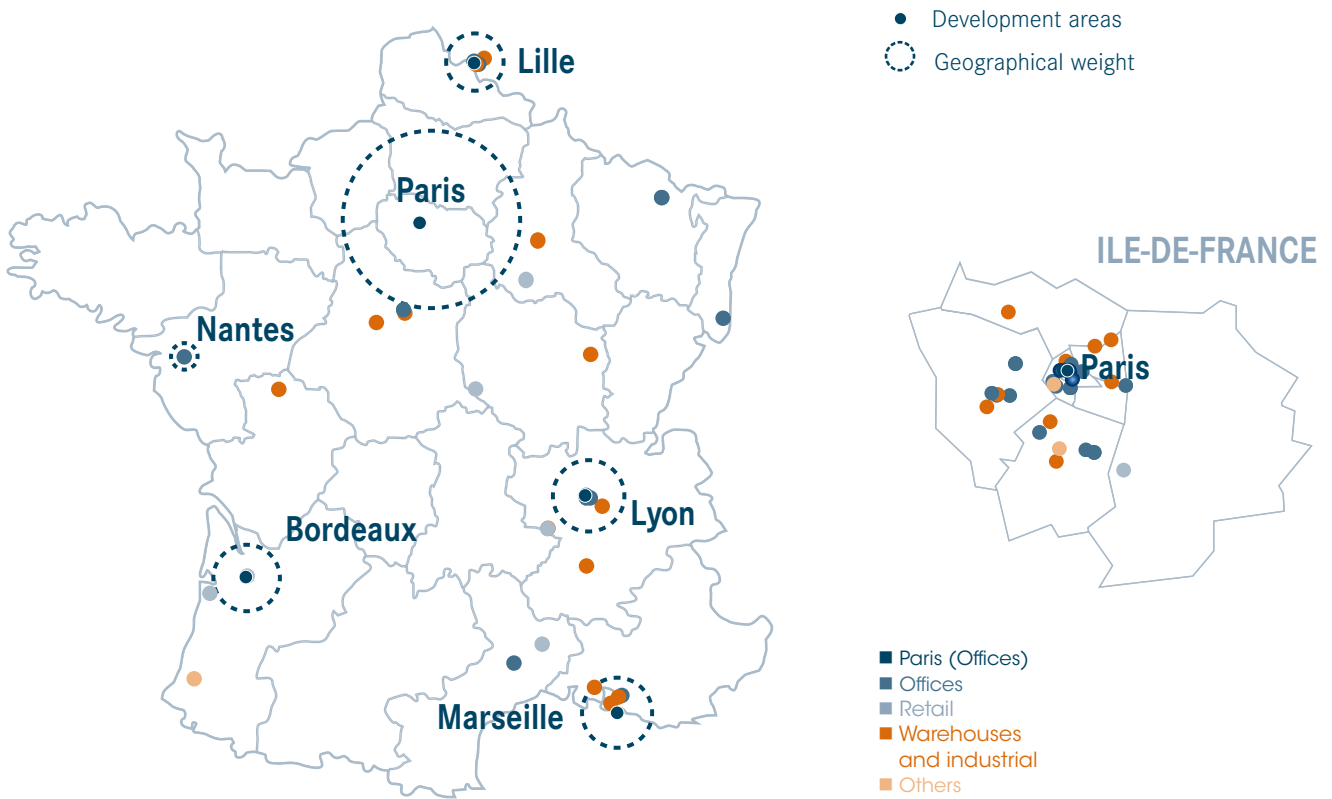 Development areas
Geographical weight
Lille
Paris
ILE-DE-FRANCE
Nantes
Paris
Lyon
Bordeaux
Marseille
Paris (Offices)
Offices
Retail
Warehouses
and industrial
Others